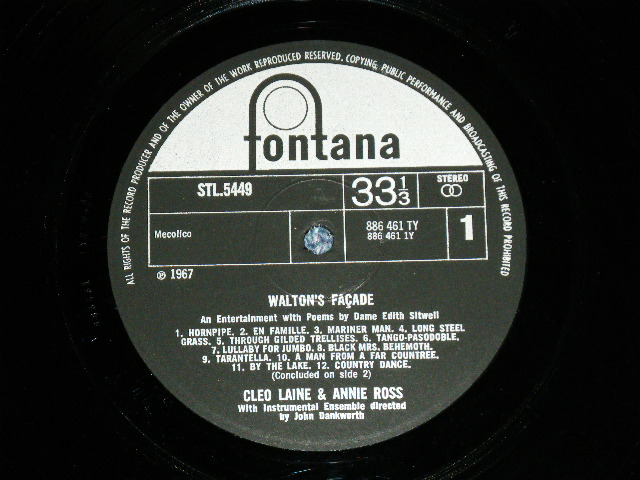 ALL RIGHTS OF THE RECORD PRODUCER AND OF THE OWNER OF THE WORK REPRODUCED RESERVED. COPYING, PUBLIC PERFORMANCE AND BROADCASTING OF THIS RECORD PROHIBITED
fontana
STL.5449
33 1/3
STEREO
Mecolico
886 461 TY
886 461 1Y
1
℗ 1967
WALTON'S FAÇADE
An Entertainment with Poems by Dame Edith Sitwell
1. HORNPIPE. 2. EN FAMILLE. 3. MARINER MAN. 4. LONG STEEL
GRASS. 5. THROUGH GILDED TRELLISES. 6. TANGO-PASODOBLE.
7. LULLABY FOR JUMBO. 8. BLACK MRS. BEHEMOTH.
9. TARANTELLA. 10. A MAN FROM A FAR COUNTREE.
11. BY THE LAKE. 12. COUNTRY DANCE.
(Concluded on side 2)
CLEO LAINE & ANNIE ROSS
With Instrumental Ensemble directed
by John Dankworth